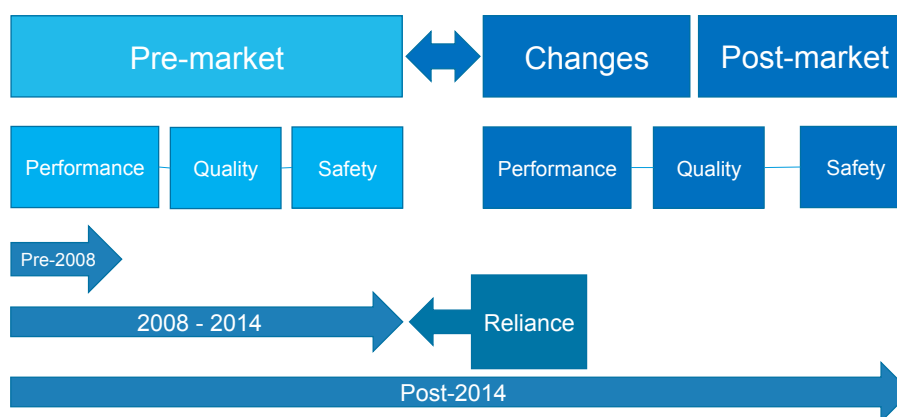 Pre-market
Changes
Post-market
Performance
Quality
Safety
Performance
Quality
Safety
Pre-2008
2008 - 2014
Reliance
Post-2014